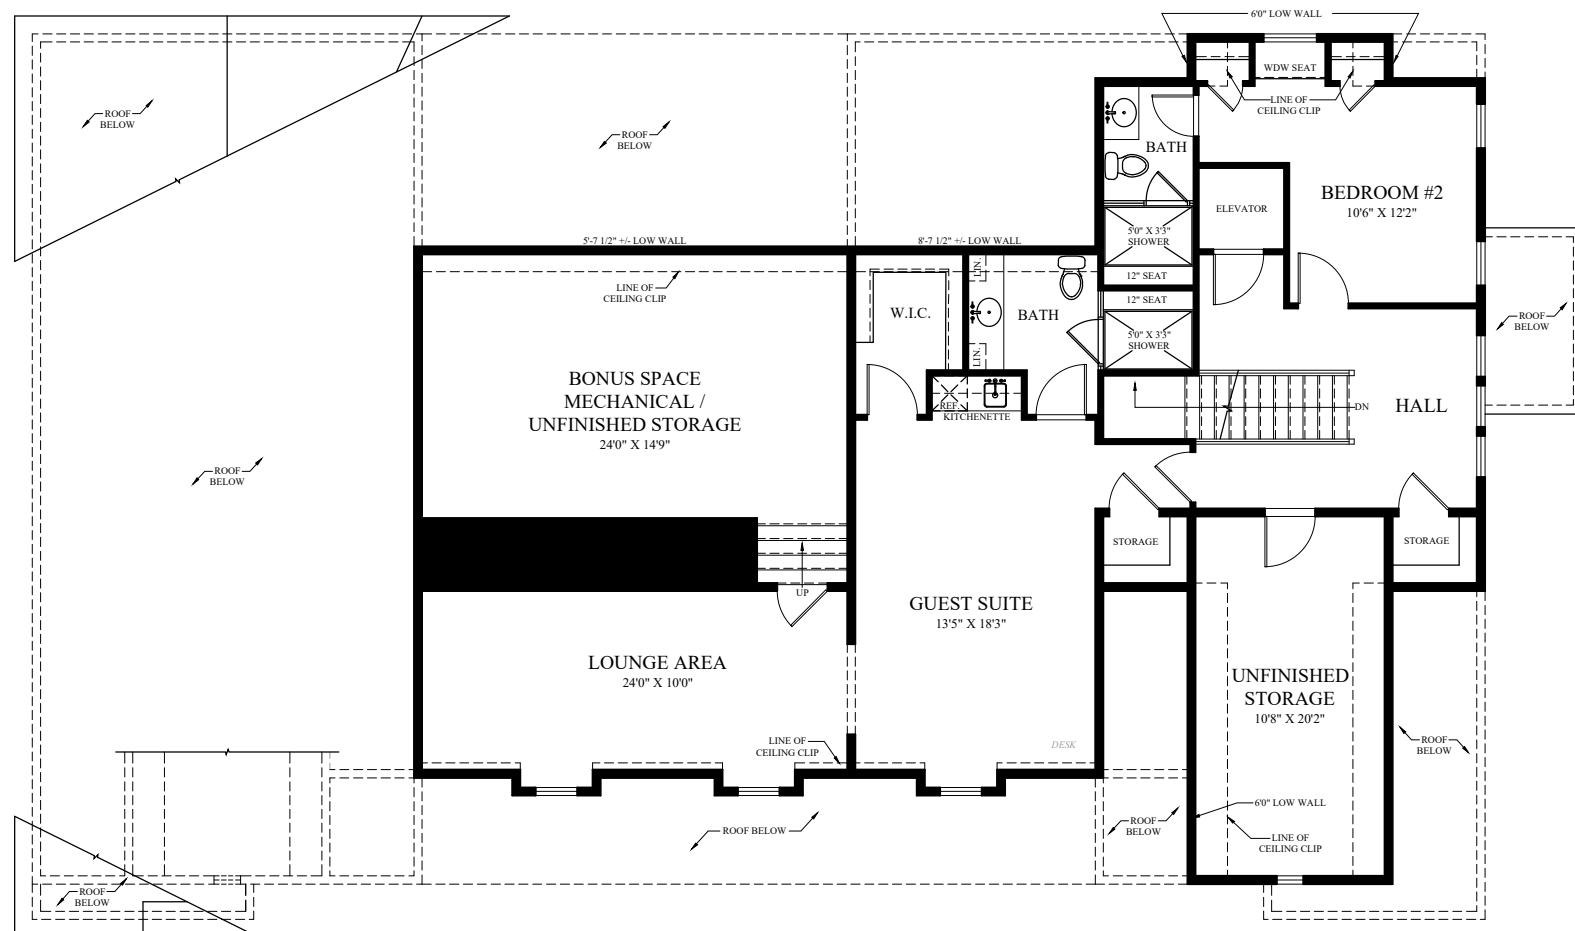 6'0" LOW WALL
WDW SEAT
LINE OF
CEILING CLIP
ROOF
BELOW
ROOF
BELOW
BATH
BEDROOM #2
10'6" X 12'2"
ELEVATOR
5'0" X 3'3"
SHOWER
12" SEAT
12" SEAT
5'0" X 3'3"
SHOWER
5'-7 1/2" +/- LOW WALL
8'-7 1/2" +/- LOW WALL
LINE OF
CEILING CLIP
LIN.
W.I.C.
BATH
LIN.
ROOF
BELOW
BONUS SPACE
MECHANICAL /
UNFINISHED STORAGE
24'0" X 14'9"
REF.
KITCHENETTE
DN
HALL
ROOF
BELOW
STORAGE
STORAGE
UP
GUEST SUITE
13'5" X 18'3"
LOUNGE AREA
24'0" X 10'0"
UNFINISHED
STORAGE
10'8" X 20'2"
LINE OF
CEILING CLIP
DESK
ROOF
BELOW
6'0" LOW WALL
ROOF BELOW
ROOF
BELOW
LINE OF
CEILING CLIP
ROOF
BELOW